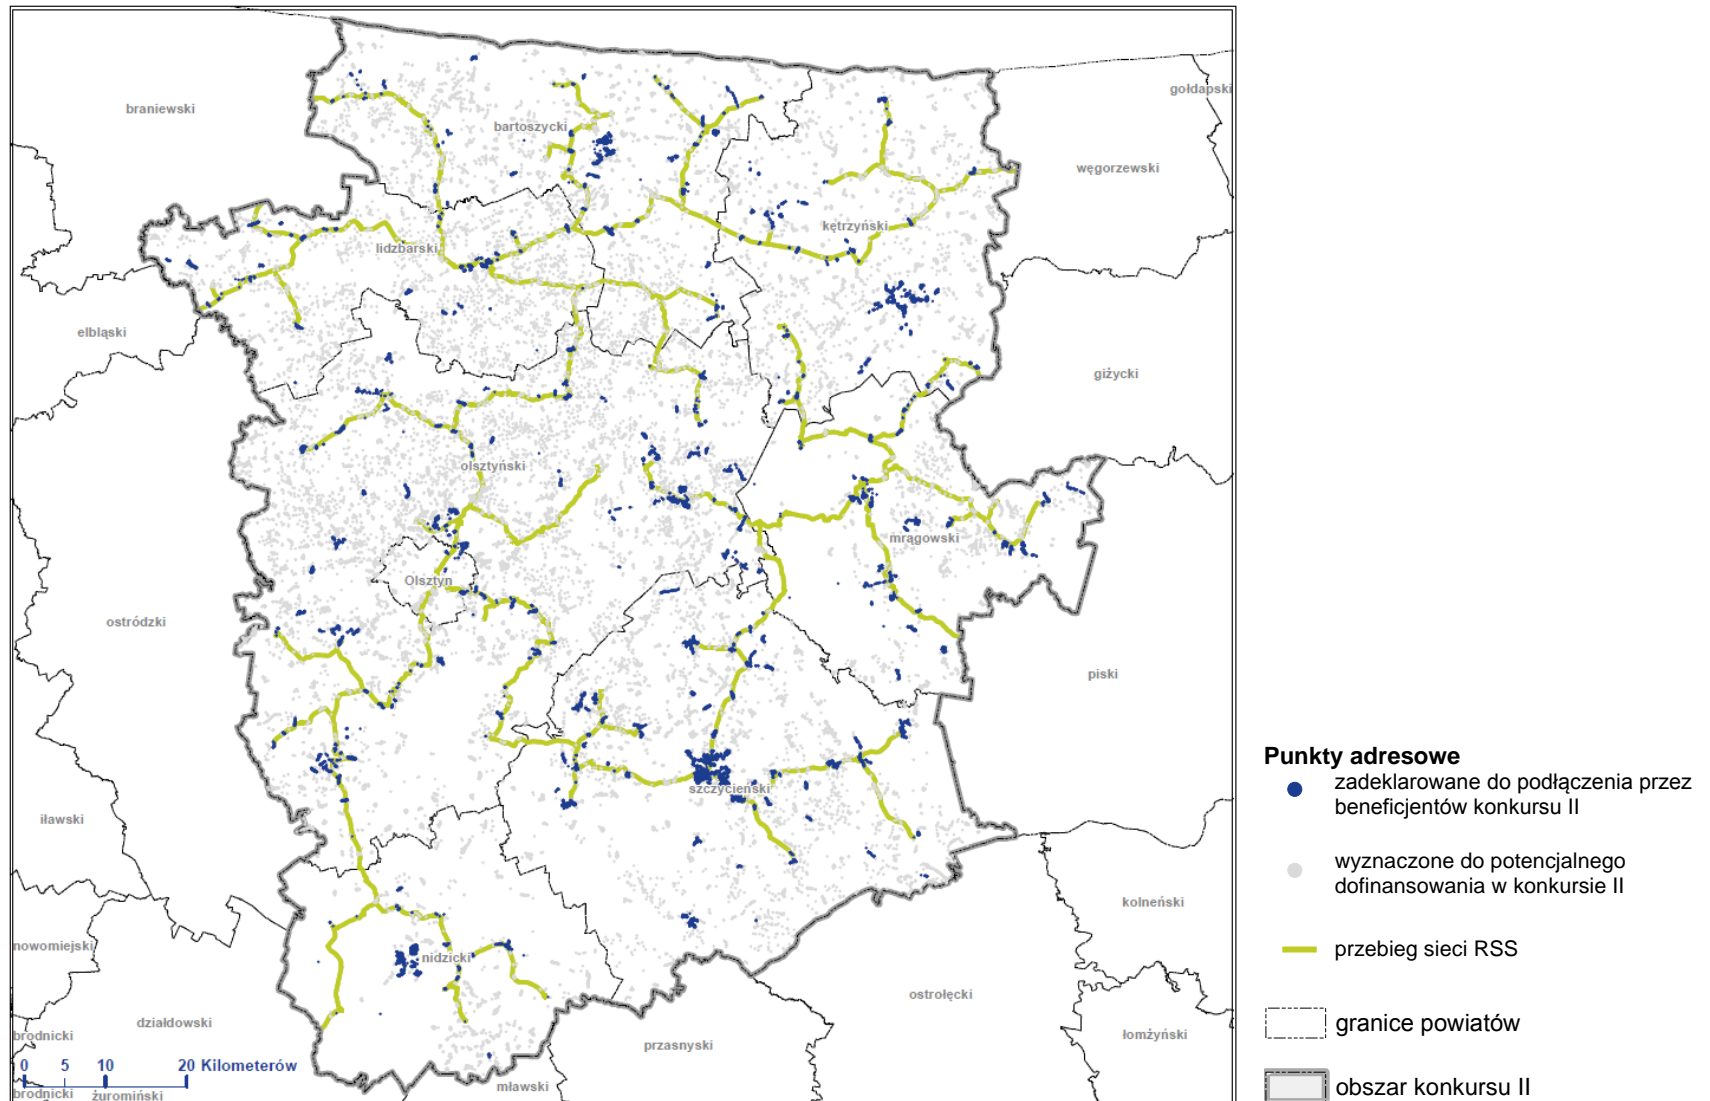 braniewski
gołdapski
bartoszycki
węgorzewski
kętrzyński
lidzbarski
elbląski
giżycki
olsztyński
mrągowski
Olsztyn
ostródzki
piski
szczycieński
iławski
kolneński
nowomiejski
nidzicki
ostrołęcki
działdowski
brodnicki
łomżyński
przasnyski
0 5 10 20 Kilometerów
mławski
brodnicki
żuromiński
Punkty adresowe
zadeklarowane do podłączenia przez
beneficjentów konkursu II
wyznaczone do potencjalnego
dofinansowania w konkursie II
przebieg sieci RSS
granice powiatów
obszar konkursu II